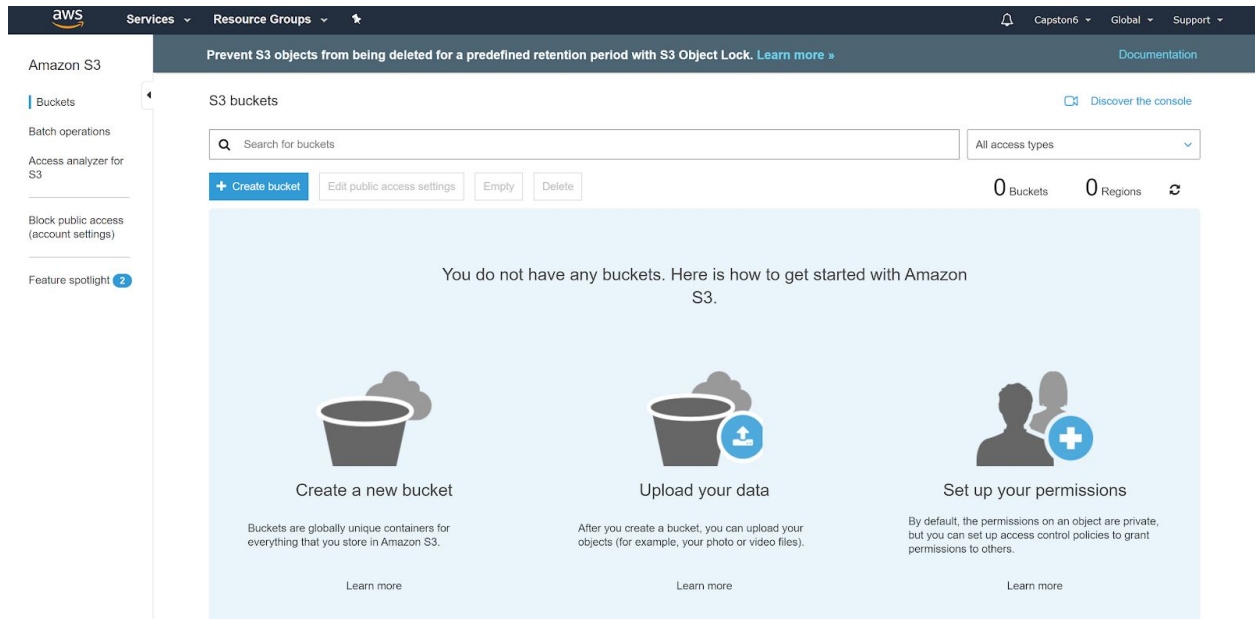 aws Services Resource Groups Capston6 Global Support
Amazon S3
Prevent S3 objects from being deleted for a predefined retention period with S3 Object Lock. Learn more » Documentation
Buckets
Batch operations
Access analyzer for
S3
Block public access
(account settings)
Feature spotlight 2
S3 buckets
Discover the console
Search for buckets
All access types
Create bucket Edit public access settings Empty Delete
0 Buckets 0 Regions
You do not have any buckets. Here is how to get started with Amazon
S3.
Create a new bucket
Buckets are globally unique containers for
everything that you store in Amazon S3.
Learn more
Upload your data
After you create a bucket, you can upload your
objects (for example, your photo or video files).
Learn more
Set up your permissions
By default, the permissions on an object are private,
but you can set up access control policies to grant
permissions to others.
Learn more